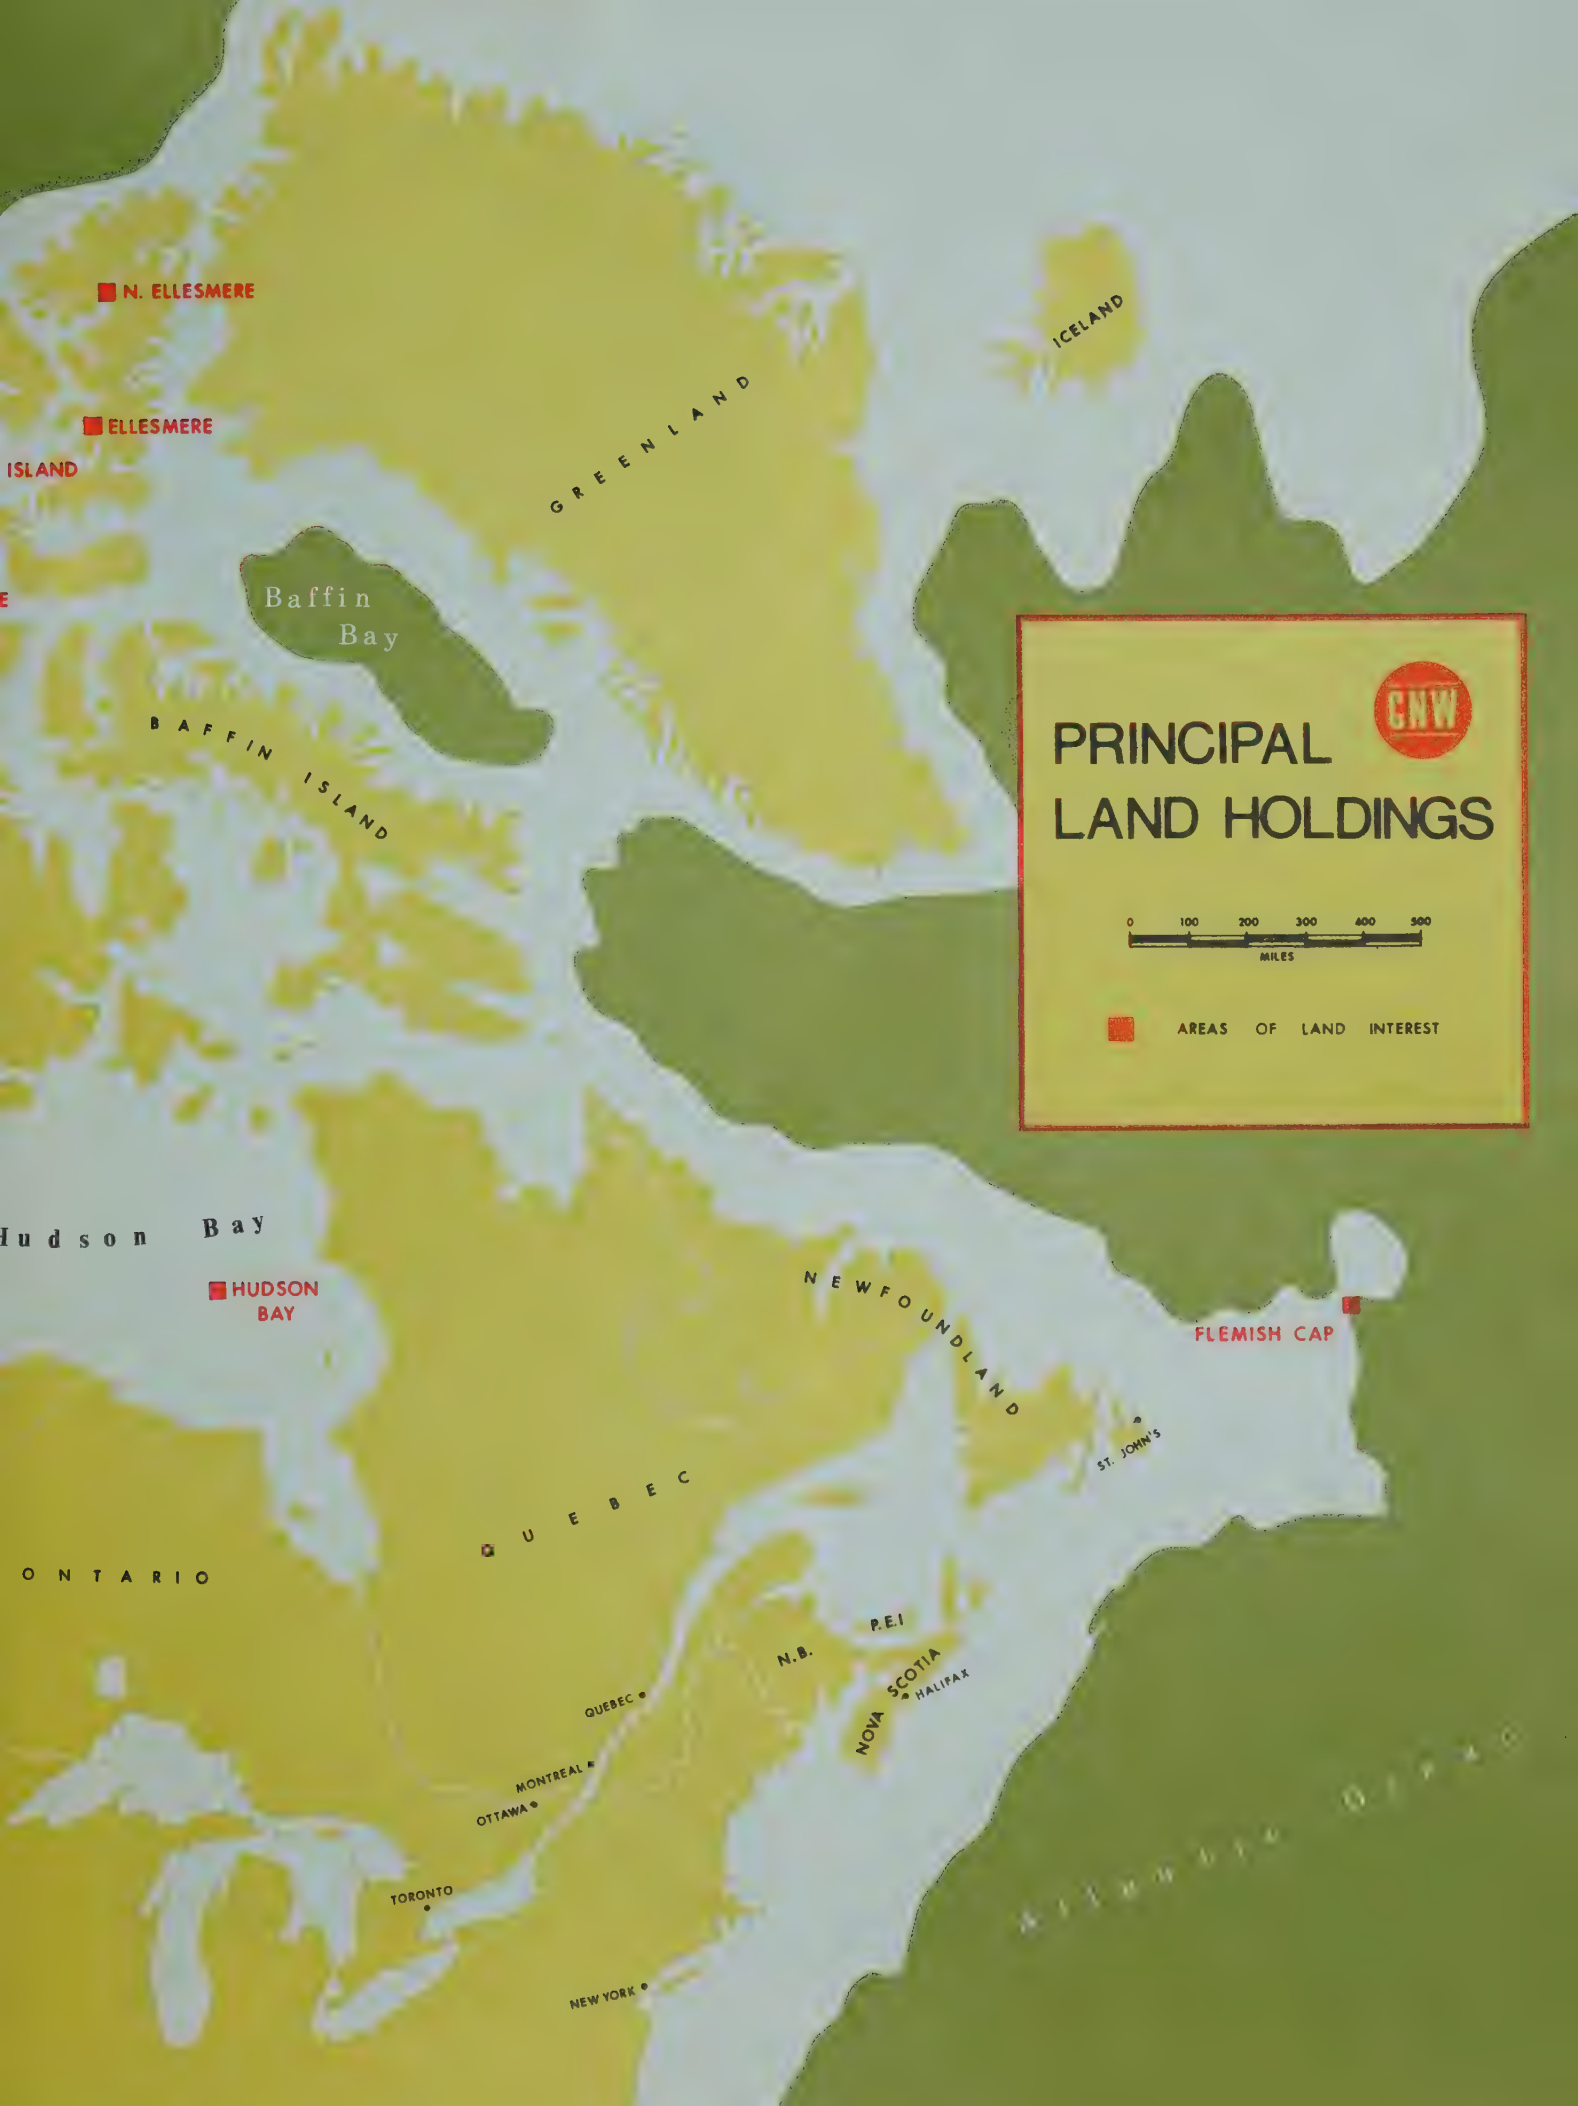 N. ELLESMERE
ELLESMERE
ISLAND
E
ICELAND
GREENLAND
Baffin
Bay
BAFFIN ISLAND
CNW
PRINCIPAL
LAND HOLDINGS
0 100 200 300 400 500
MILES
AREAS OF LAND INTEREST
Hudson Bay
HUDSON
BAY
NEWFOUNDLAND
FLEMISH CAP
ST. JOHN'S
QUEBEC
ONTARIO
P.E.I
N.B.
NOVA SCOTIA
HALIFAX
QUEBEC
MONTREAL
OTTAWA
TORONTO
NEW YORK
Atlantic Ocean